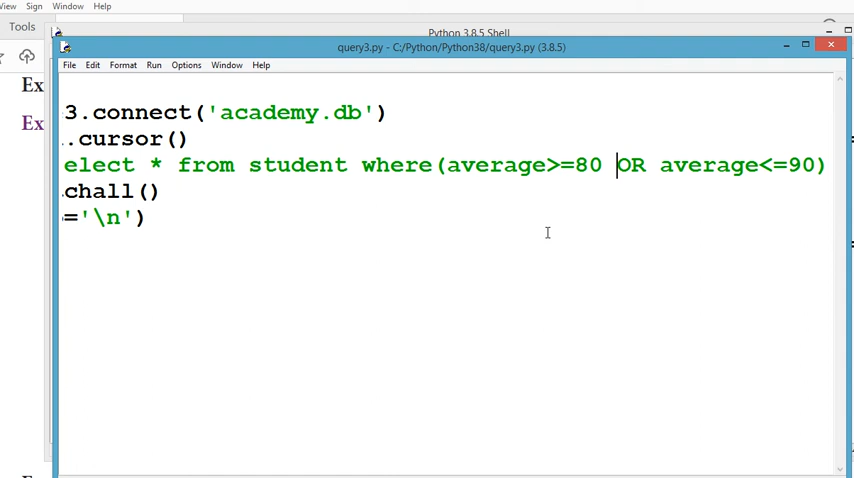 View Sign Window Help
Tools
Python 3.8.5 Shell
query3.py - C:/Python/Python38/query3.py (3.8.5)
File Edit Format Run Options Window Help
Ex
Ex
3.connect('academy.db')
.cursor()
elect * from student where(average>=80 OR average<=90)
chall()
='\n')